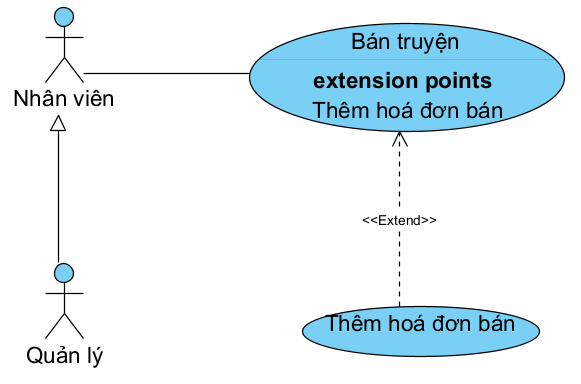 Bán truyện
extension points
Thêm hoá đơn bán
Nhân viên
<<Extend>>
Thêm hoá đơn bán
Quản lý